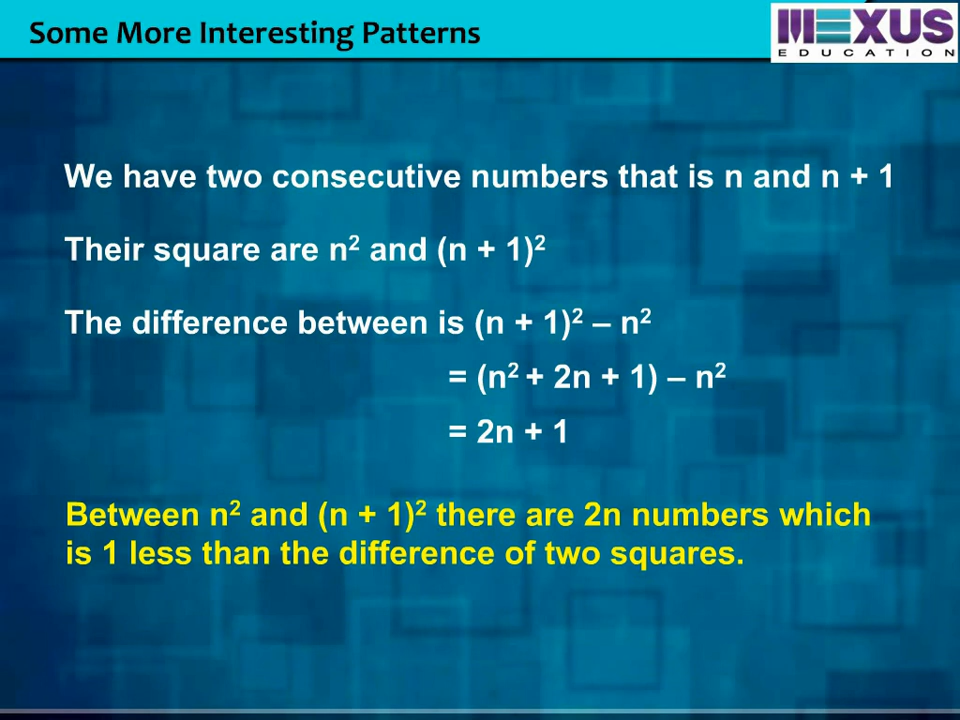 Some More Interesting Patterns
MEXUS
EDUCATION
We have two consecutive numbers that is n and n + 1
Their square are n² and (n + 1)²
The difference between is (n + 1)² – n²
= (n² + 2n + 1) – n²
= 2n + 1
Between n² and (n + 1)² there are 2n numbers which
is 1 less than the difference of two squares.